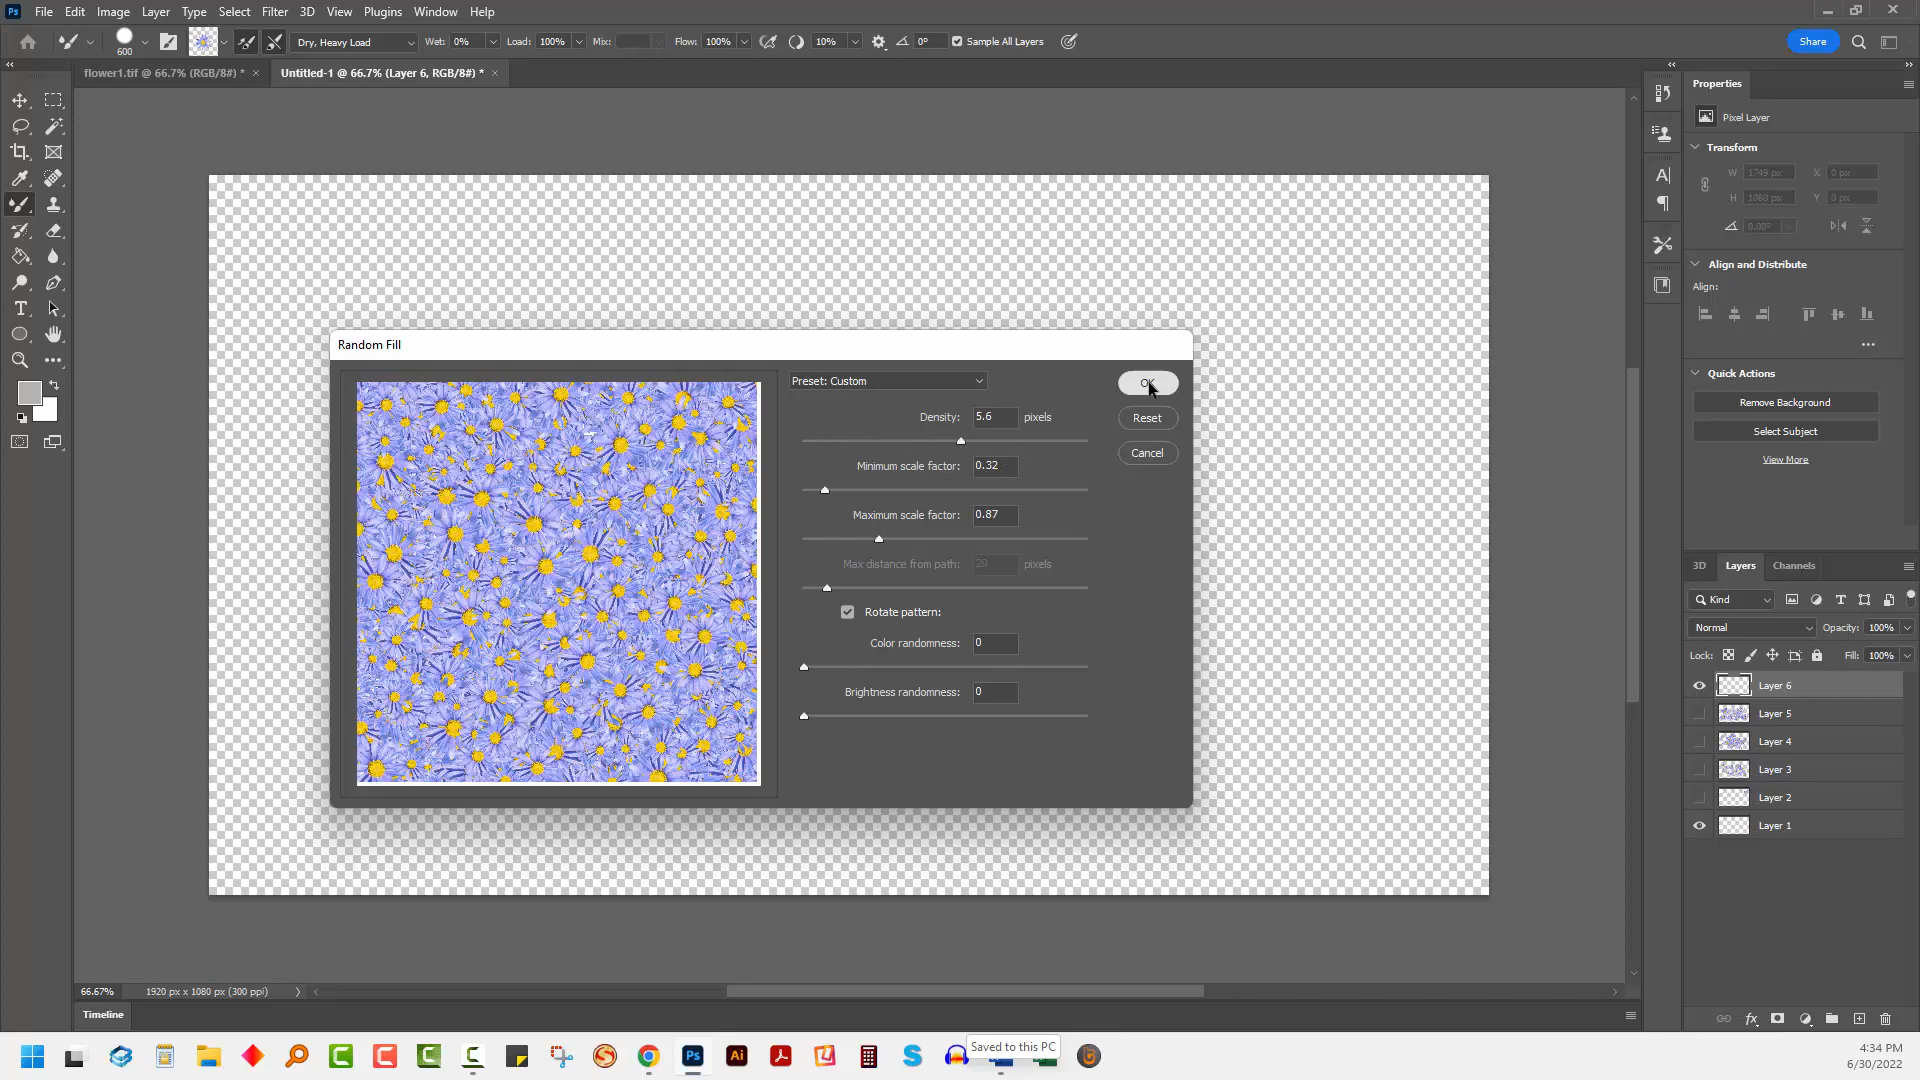 Ps File Edit Image Layer Type Select Filter 3D View Plugins Window Help
600 Dry, Heavy Load Wet: 0% Load: 100% Mix: Flow: 100% 10% 0° Sample All Layers Share
flower1.tif @ 66.7% (RGB/8#) * × Untitled-1 @ 66.7% (Layer 6, RGB/8#) * ×
Properties
Pixel Layer
Transform
W 1749 px X 0 px
H 1080 px Y 0 px
0.00°
Align and Distribute
Align:
Quick Actions
Remove Background
Select Subject
View More
Random Fill
Preset: Custom
OK
Density: 5.6 pixels
Reset
Cancel
Minimum scale factor: 0.32
Maximum scale factor: 0.87
Max distance from path: 20 pixels
Rotate pattern:
Color randomness: 0
Brightness randomness: 0
3D Layers Channels
Kind
Normal Opacity: 100%
Lock: Fill: 100%
Layer 6
Layer 5
Layer 4
Layer 3
Layer 2
Layer 1
66.67% 1920 px x 1080 px (300 ppi)
Timeline
Saved to this PC
Ps Ai
4:34 PM
6/30/2022